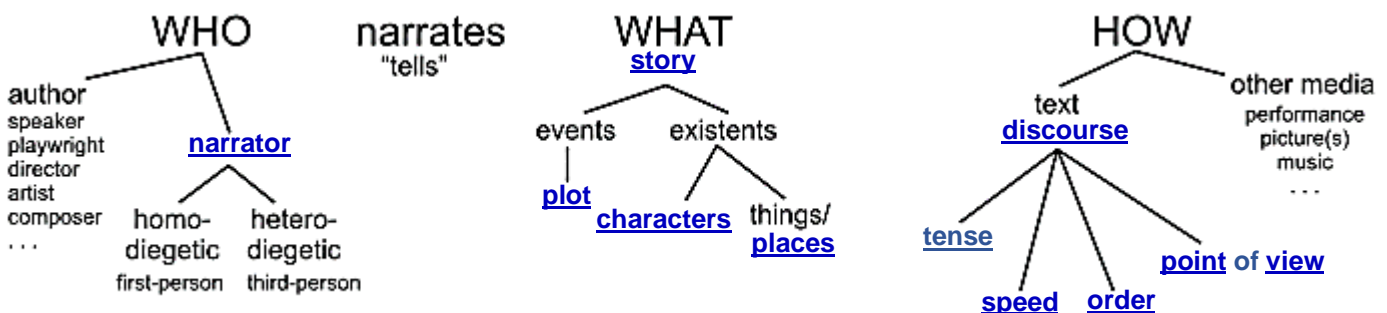 WHO narrates WHAT HOW
"tells"
story
author
speaker
playwright
director
artist
composer
. . .
narrator
homo-
diegetic
first-person
hetero-
diegetic
third-person
events
existents
plot
characters
things/
places
text
discourse
other media
performance
picture(s)
music
. . .
tense
speed
order
point of view